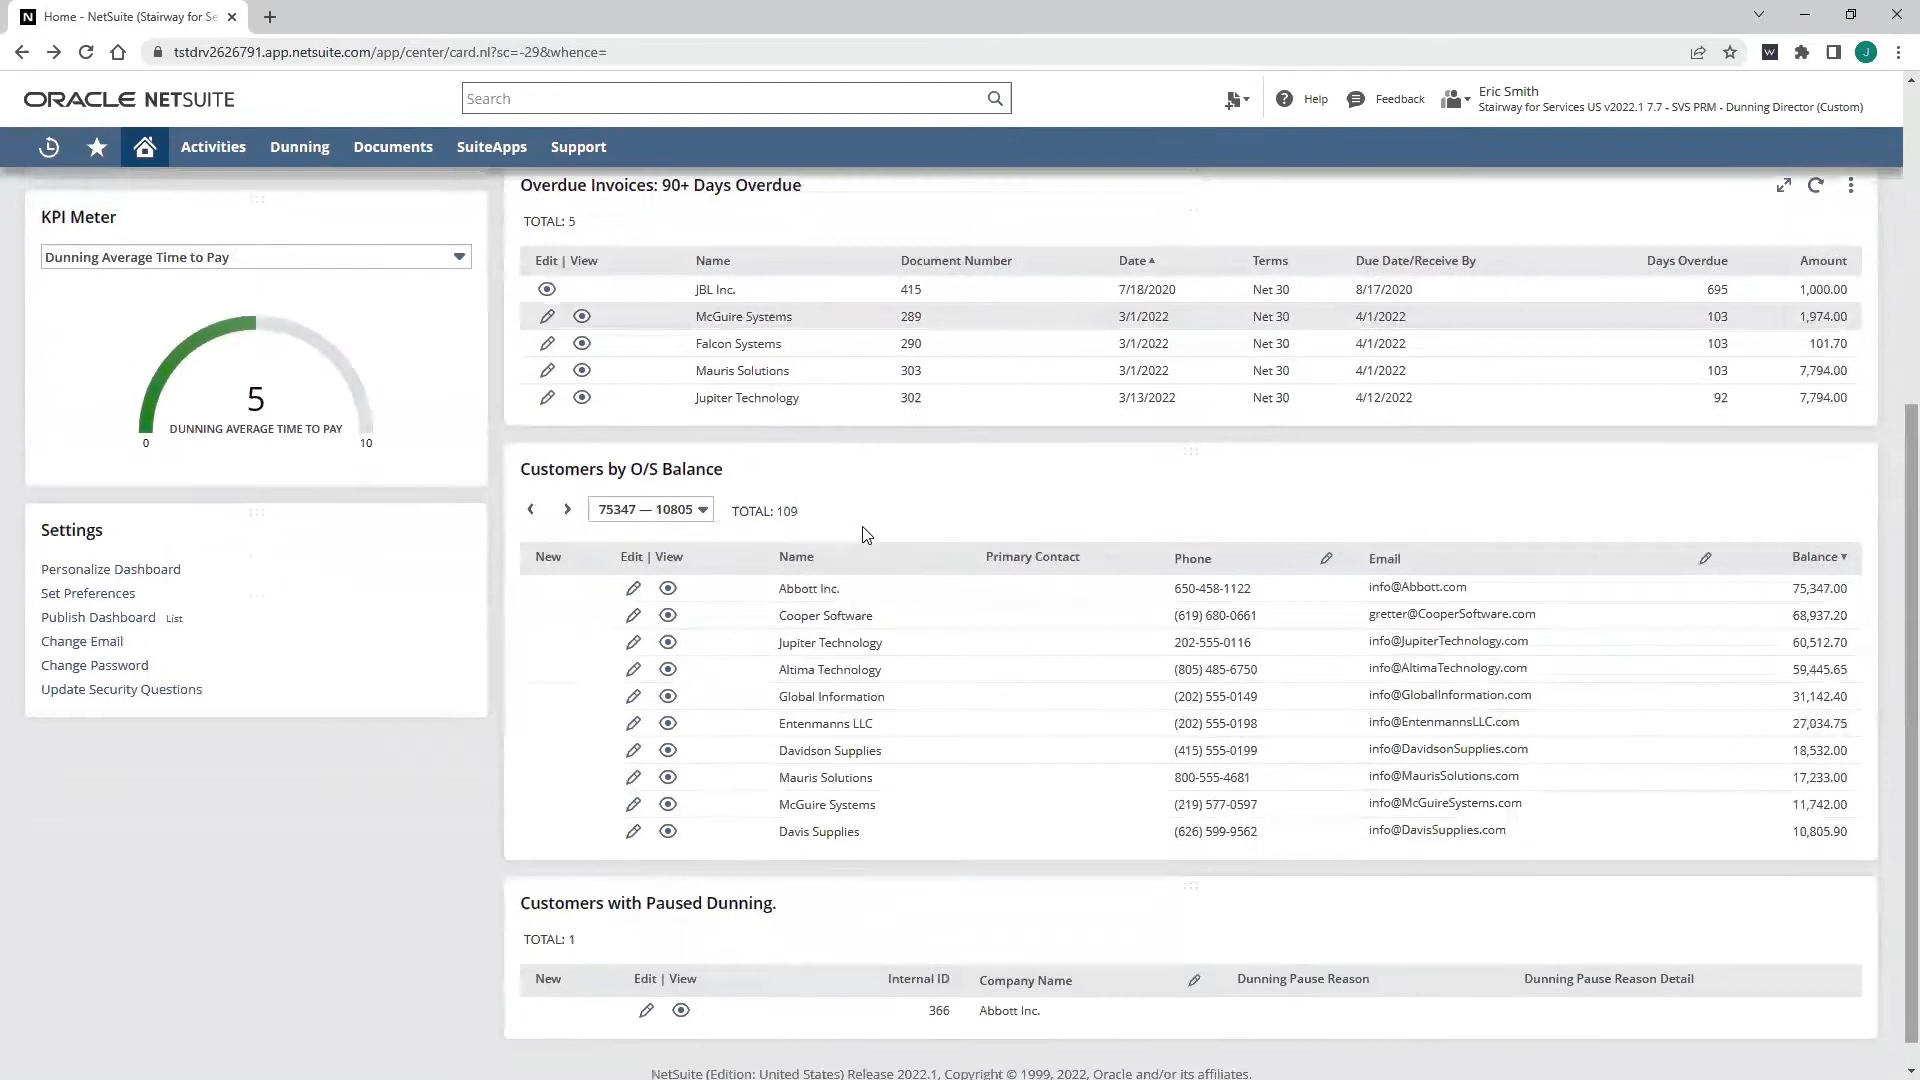 Home - NetSuite (Stairway for Se
tstdrv2626791.app.netsuite.com/app/center/card.nl?sc=-29&whence=
W
J
ORACLE NETSUITE
Search
Help
Feedback
Eric Smith
Stairway for Services US v2022.1 7.7 - SVS PRM - Dunning Director (Custom)
Activities Dunning Documents SuiteApps Support
KPI Meter
Dunning Average Time to Pay
5
DUNNING AVERAGE TIME TO PAY
0 10
Settings
Personalize Dashboard
Set Preferences
Publish Dashboard List
Change Email
Change Password
Update Security Questions
Overdue Invoices: 90+ Days Overdue
TOTAL: 5
Edit | View Name Document Number Date Terms Due Date/Receive By Days Overdue Amount
JBL Inc. 415 7/18/2020 Net 30 8/17/2020 695 1,000.00
McGuire Systems 289 3/1/2022 Net 30 4/1/2022 103 1,974.00
Falcon Systems 290 3/1/2022 Net 30 4/1/2022 103 101.70
Mauris Solutions 303 3/1/2022 Net 30 4/1/2022 103 7,794.00
Jupiter Technology 302 3/13/2022 Net 30 4/12/2022 92 7,794.00
Customers by O/S Balance
75347 — 10805 TOTAL: 109
New Edit | View Name Primary Contact Phone Email Balance
Abbott Inc. 650-458-1122 info@Abbott.com 75,347.00
Cooper Software (619) 680-0661 gretter@CooperSoftware.com 68,937.20
Jupiter Technology 202-555-0116 info@JupiterTechnology.com 60,512.70
Altima Technology (805) 485-6750 info@AltimaTechnology.com 59,445.65
Global Information (202) 555-0149 info@GlobalInformation.com 31,142.40
Entenmanns LLC (202) 555-0198 info@EntenmannsLLC.com 27,034.75
Davidson Supplies (415) 555-0199 info@DavidsonSupplies.com 18,532.00
Mauris Solutions 800-555-4681 info@MaurisSolutions.com 17,233.00
McGuire Systems (219) 577-0597 info@McGuireSystems.com 11,742.00
Davis Supplies (626) 599-9562 info@DavisSupplies.com 10,805.90
Customers with Paused Dunning.
TOTAL: 1
New Edit | View Internal ID Company Name Dunning Pause Reason Dunning Pause Reason Detail
366 Abbott Inc.
NetSuite (Edition: United States) Release 2022.1, Copyright © 1999, 2022, Oracle and/or its affiliates.